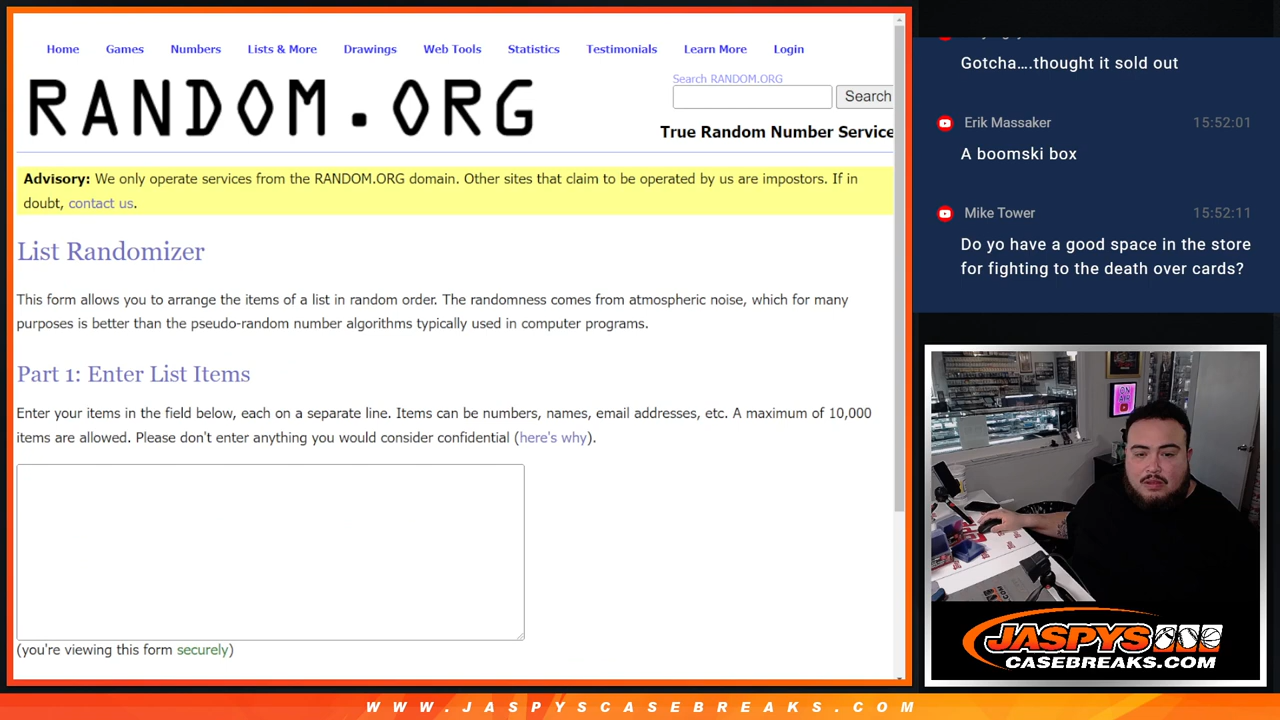 Home Games Numbers Lists & More Drawings Web Tools Statistics Testimonials Learn More Login
RANDOM.ORG
Search RANDOM.ORG
Search
True Random Number Service
Advisory: We only operate services from the RANDOM.ORG domain. Other sites that claim to be operated by us are impostors. If in
doubt, contact us.
List Randomizer
This form allows you to arrange the items of a list in random order. The randomness comes from atmospheric noise, which for many
purposes is better than the pseudo-random number algorithms typically used in computer programs.
Part 1: Enter List Items
Enter your items in the field below, each on a separate line. Items can be numbers, names, email addresses, etc. A maximum of 10,000
items are allowed. Please don't enter anything you would consider confidential (here's why).
(you're viewing this form securely)
Gotcha….thought it sold out
Erik Massaker 15:52:01
A boomski box
Mike Tower 15:52:11
Do yo have a good space in the store
for fighting to the death over cards?
ON
AIR
JASPYS
CASEBREAKS.COM
WWW.JASPYSCASEBREAKS.COM